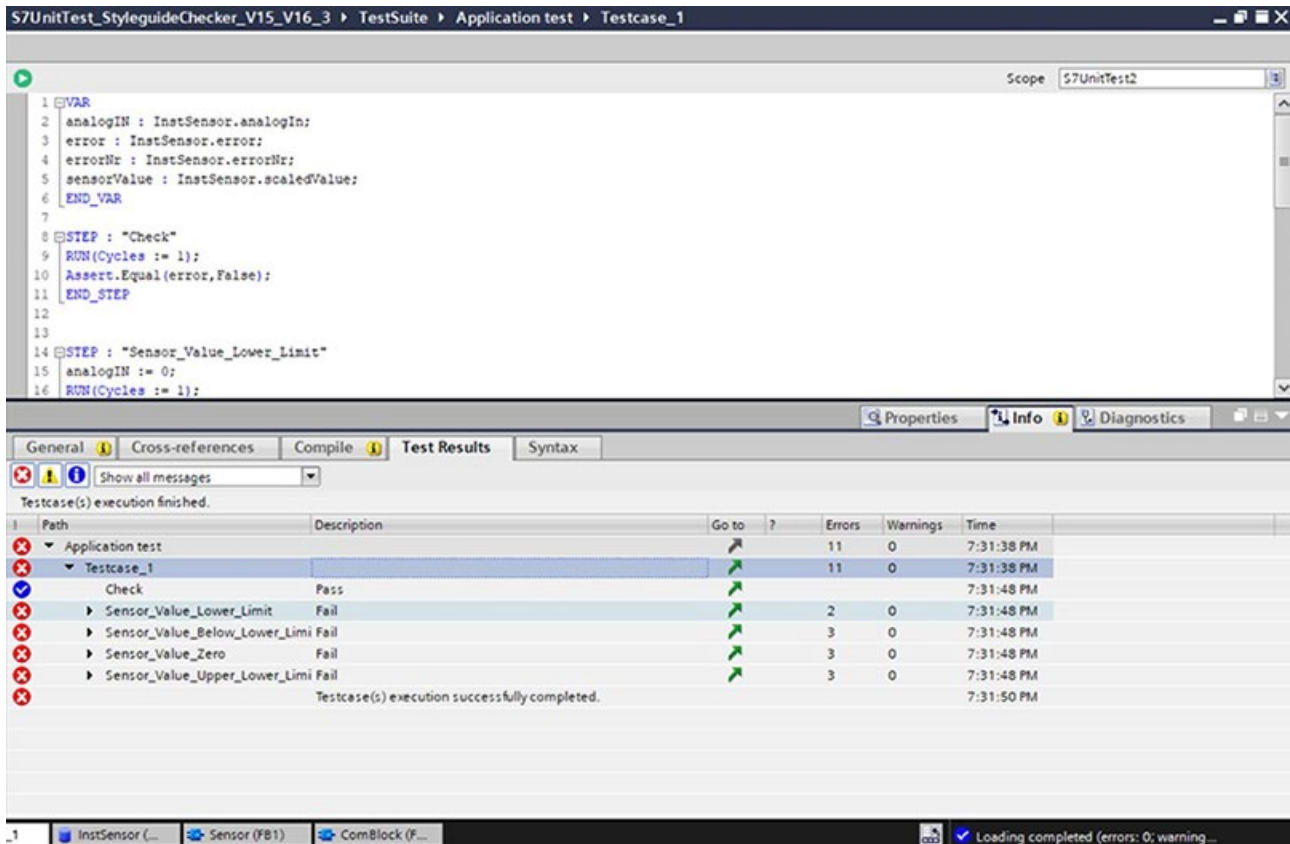 S7UnitTest_StyleguideChecker_V15_V16_3 ▸ TestSuite ▸ Application test ▸ Testcase_1
Scope S7UnitTest2
1 VAR
2 analogIN : InstSensor.analogIn;
3 error : InstSensor.error;
4 errorNr : InstSensor.errorNr;
5 sensorValue : InstSensor.scaledValue;
6 END_VAR
7
8 STEP : "Check"
9 RUN(Cycles := 1);
10 Assert.Equal(error,False);
11 END_STEP
12
13
14 STEP : "Sensor_Value_Lower_Limit"
15 analogIN := 0;
16 RUN(Cycles := 1);
Properties Info Diagnostics
General Cross-references Compile Test Results Syntax
Show all messages
Testcase(s) execution finished.
! Path Description Go to ? Errors Warnings Time
Application test 11 0 7:31:38 PM
Testcase_1 11 0 7:31:38 PM
Check Pass 7:31:48 PM
Sensor_Value_Lower_Limit Fail 2 0 7:31:48 PM
Sensor_Value_Below_Lower_Limi Fail 3 0 7:31:48 PM
Sensor_Value_Zero Fail 3 0 7:31:48 PM
Sensor_Value_Upper_Lower_Limi Fail 3 0 7:31:48 PM
Testcase(s) execution successfully completed. 7:31:50 PM
_1 InstSensor (... Sensor (FB1) ComBlock (F... Loading completed (errors: 0; warning...